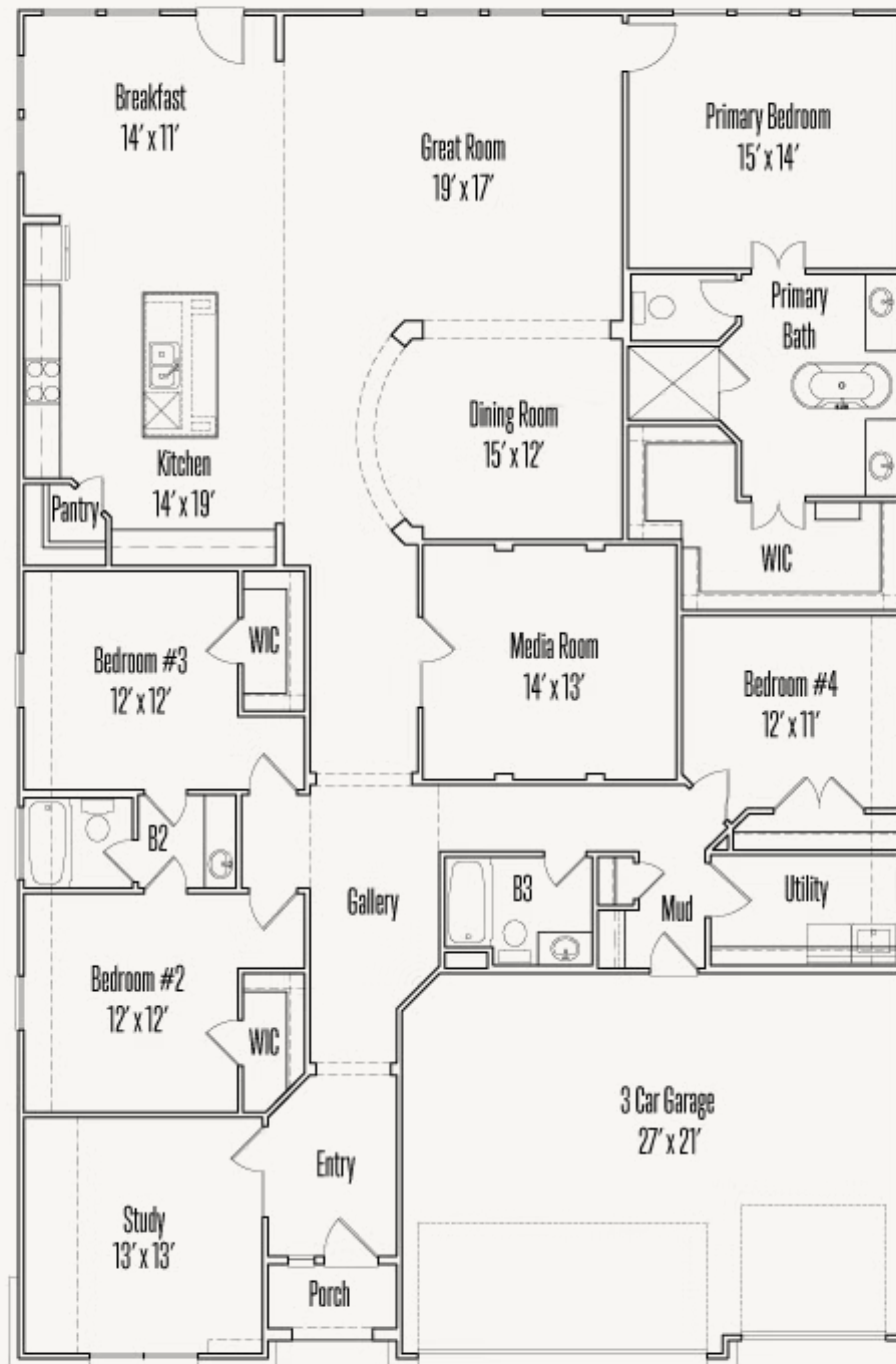 Breakfast
14' x 11'
Great Room
19' x 17'
Primary Bedroom
15' x 14'
Primary
Bath
Dining Room
15' x 12'
Kitchen
14' x 19'
Pantry
WIC
Bedroom #3
12' x 12'
WIC
Media Room
14' x 13'
Bedroom #4
12' x 11'
B2
Gallery
B3
Mud
Utility
Bedroom #2
12' x 12'
WIC
3 Car Garage
27' x 21'
Entry
Study
13' x 13'
Porch